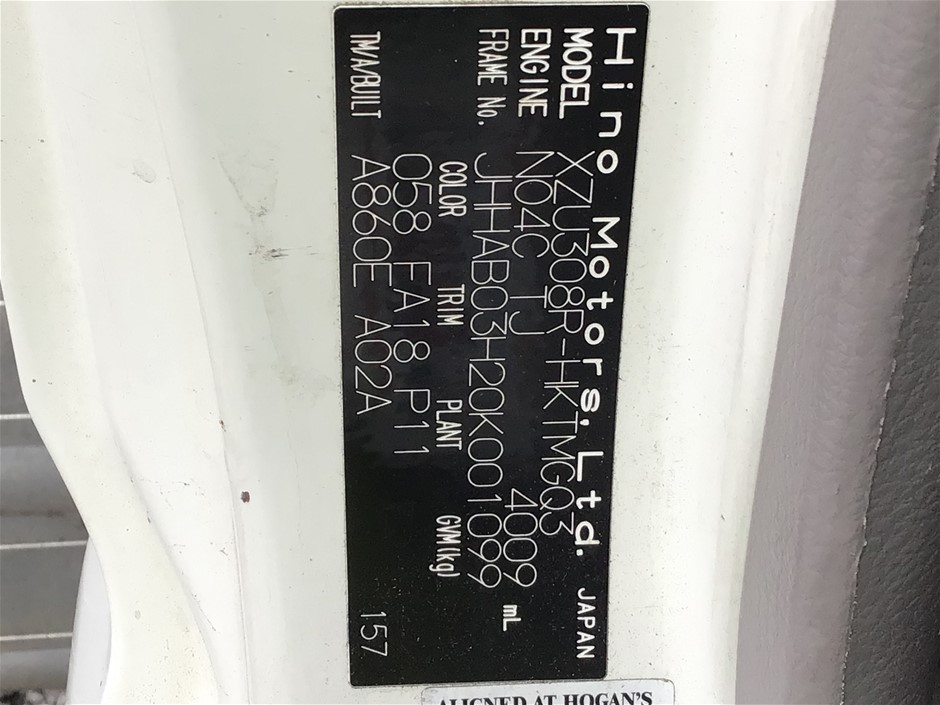 Hino Motors, Ltd. JAPAN
MODEL XZU308R-HKTMGQ3
ENGINE N04C TJ 4009 mL
FRAME No. JHHAB03H20K001099
COLOR TRIM PLANT GVM(kg)
058 FA18 P11
TM/A/BUILT A860E A02A 157
ALIGNED AT HOGAN'S